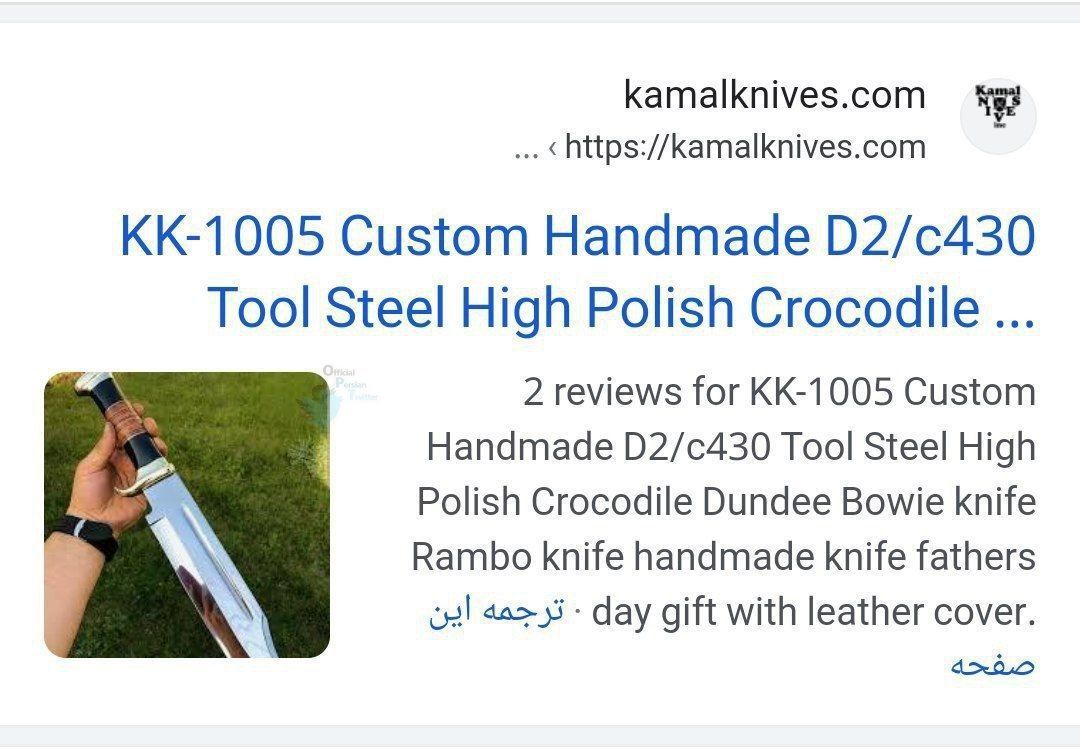 kamalknives.com
https://kamalknives.com › ...
Kamal
KNIVES
KK-1005 Custom Handmade D2/c430
Tool Steel High Polish Crocodile ...
Official
Persian
Twitter
2 reviews for KK-1005 Custom
Handmade D2/c430 Tool Steel High
Polish Crocodile Dundee Bowie knife
Rambo knife handmade knife fathers
day gift with leather cover. · ترجمه این
صفحه